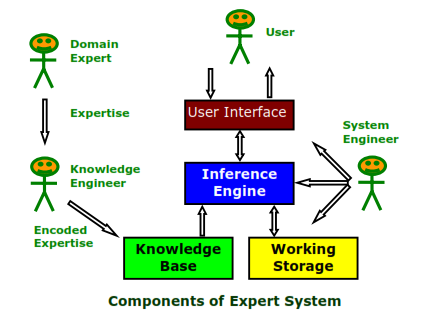 User
Domain
Expert
Expertise
User Interface
System
Engineer
Knowledge
Engineer
Inference
Engine
Encoded
Expertise
Knowledge
Base
Working
Storage
Components of Expert System